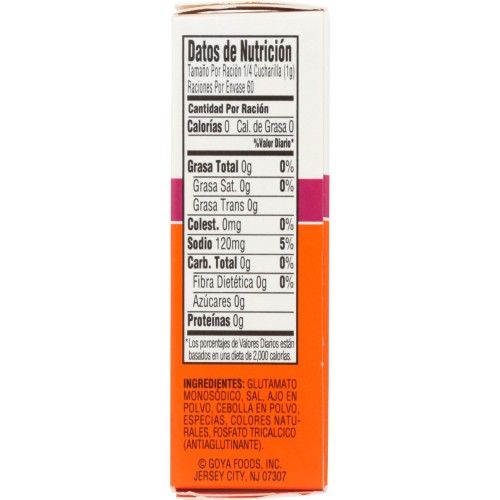 Datos de Nutrición
Tamaño Por Ración 1/4 Cucharilla (1g)
Raciones Por Envase 60
Cantidad Por Ración
Calorías 0 Cal. de Grasa 0
%Valor Diario*
Grasa Total 0g 0%
Grasa Sat. 0g 0%
Grasa Trans 0g
Colest. 0mg 0%
Sodio 120mg 5%
Carb. Total 0g 0%
Fibra Dietética 0g 0%
Azúcares 0g
Proteínas 0g
*Los porcentajes de Valores Diarios están
basados en una dieta de 2,000 calorías.
INGREDIENTES: GLUTAMATO
MONOSÓDICO, SAL, AJO EN
POLVO, CEBOLLA EN POLVO,
ESPECIAS, COLORES NATU-
RALES, FOSFATO TRICALCICO
(ANTIAGLUTINANTE).
© GOYA FOODS, INC.
JERSEY CITY, NJ 07307